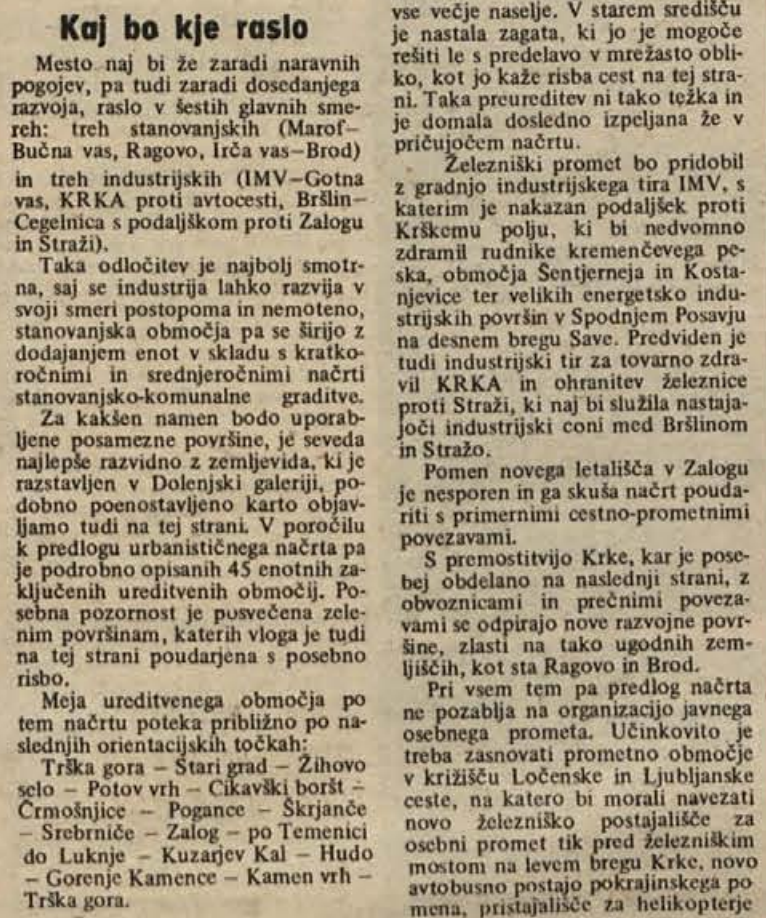 Kaj bo kje raslo
Mesto naj bi že zaradi naravnih
pogojev, pa tudi zaradi dosedanjega
razvoja, raslo v šestih glavnih sme-
reh: treh stanovanjskih (Marof–
Bučna vas, Ragovo, Irča vas–Brod)
in treh industrijskih (IMV–Gotna
vas, KRKA proti avtocesti, Bršlin–
Cegelnica s podaljškom proti Zalogu
in Straži).
Taka odločitev je najbolj smotr-
na, saj se industrija lahko razvija v
svoji smeri postopoma in nemoteno,
stanovanjska območja pa se širijo z
dodajanjem enot v skladu s kratko-
ročnimi in srednjeročnimi načrti
stanovanjsko-komunalne graditve.
Za kakšen namen bodo uporab-
ljene posamezne površine, je seveda
najlepše razvidno z zemljevida, ki je
razstavljen v Dolenjski galeriji, po-
dobno poenostavljeno karto objav-
ljamo tudi na tej strani. V poročilu
k predlogu urbanističnega načrta pa
je podrobno opisanih 45 enotnih za-
ključenih ureditvenih območij. Po-
sebna pozornost je posvečena zele-
nim površinam, katerih vloga je tudi
na tej strani poudarjena s posebno
risbo.
Meja ureditvenega območja po
tem načrtu poteka približno po na-
slednjih orientacijskih točkah:
Trška gora – Stari grad – Žihovo
selo – Potov vrh – Cikavški boršt –
Črmošnjice – Pogance – Škrjanče
– Srebrniče – Zalog – po Temenici
do Luknje – Kuzarjev Kal – Hudo
– Gorenje Kamence – Kamen vrh –
Trška gora.
vse večje naselje. V starem središču
je nastala zagata, ki jo je mogoče
rešiti le s predelavo v mrežasto obli-
ko, kot jo kaže risba cest na tej stra-
ni. Taka preureditev ni tako težka in
je domala dosledno izpeljana že v
pričujočem načrtu.
Železniški promet bo pridobil
z gradnjo industrijskega tira IMV, s
katerim je nakazan podaljšek proti
Krškemu polju, ki bi nedvomno
zdramil rudnike kremenčevega pe-
ska, območja Šentjerneja in Kosta-
njevice ter velikih energetsko indu-
strijskih površin v Spodnjem Posavju
na desnem bregu Save. Predviden je
tudi industrijski tir za tovarno zdra-
vil KRKA in ohranitev železnice
proti Straži, ki naj bi služila nastaja-
joči industrijski coni med Bršlinom
in Stražo.
Pomen novega letališča v Zalogu
je nesporen in ga skuša načrt pouda-
riti s primernimi cestno-prometnimi
povezavami.
S premostitvijo Krke, kar je pose-
bej obdelano na naslednji strani, z
obvoznicami in prečnimi poveza-
vami se odpirajo nove razvojne povr-
šine, zlasti na tako ugodnih zem-
ljiščih, kot sta Ragovo in Brod.
Pri vsem tem pa predlog načrta
ne pozablja na organizacijo javnega
osebnega prometa. Učinkovito je
treba zasnovati prometno območje
v križišču Ločenske in Ljubljanske
ceste, na katero bi morali navezati
novo železniško postajališče za
osebni promet tik pred železniškim
mostom na levem bregu Krke, novo
avtobusno postajo pokrajinskega po
mena, pristajališče za helikopterje